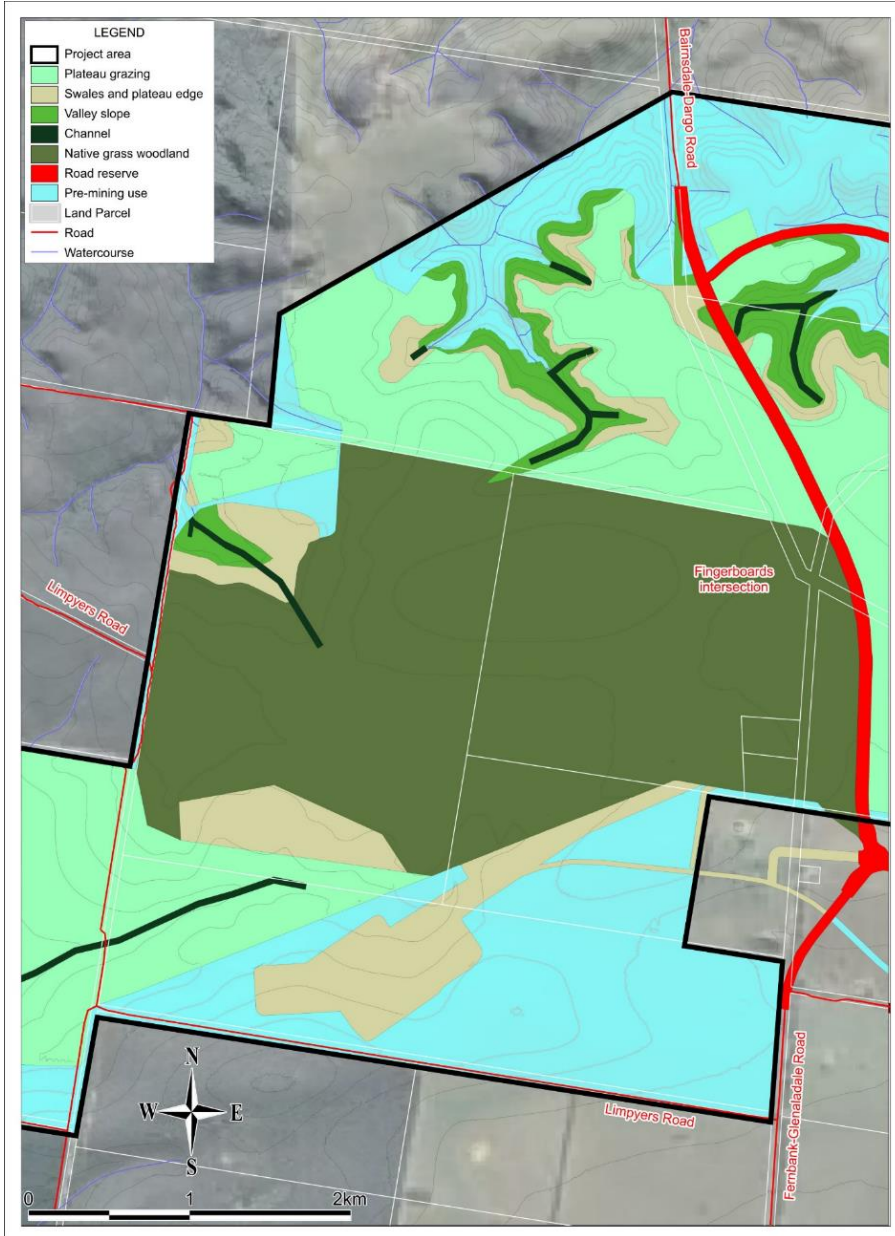 LEGEND
Project area
Plateau grazing
Swales and plateau edge
Valley slope
Channel
Native grass woodland
Road reserve
Pre-mining use
Land Parcel
Road
Watercourse
Bairnsdale-Dargo Road
Fingerboards
intersection
Limpyers Road
Limpyers Road
Fernbank-Glenaladale Road
N
W
E
S
0
1
2km